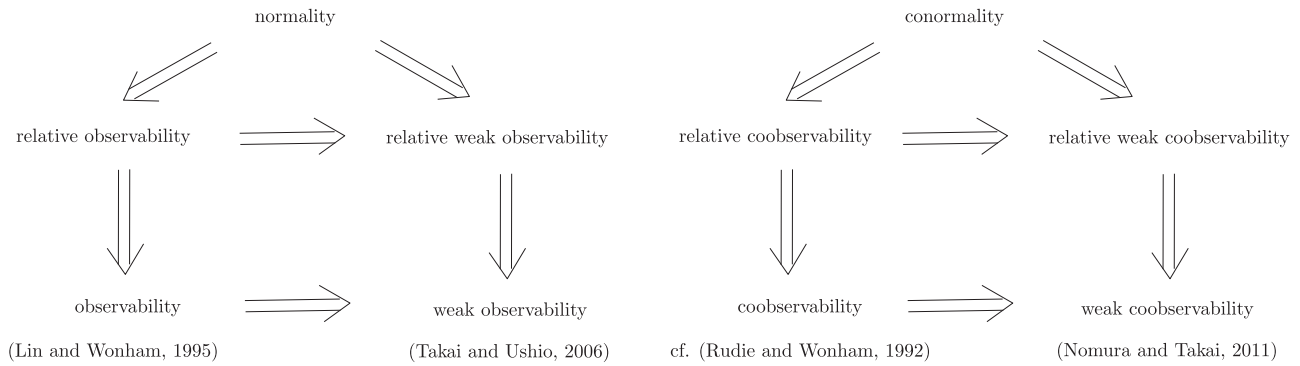 normality
conormality
relative observability
relative weak observability
relative coobservability
relative weak coobservability
observability
weak observability
coobservability
weak coobservability
(Lin and Wonham, 1995)
(Takai and Ushio, 2006)
cf. (Rudie and Wonham, 1992)
(Nomura and Takai, 2011)